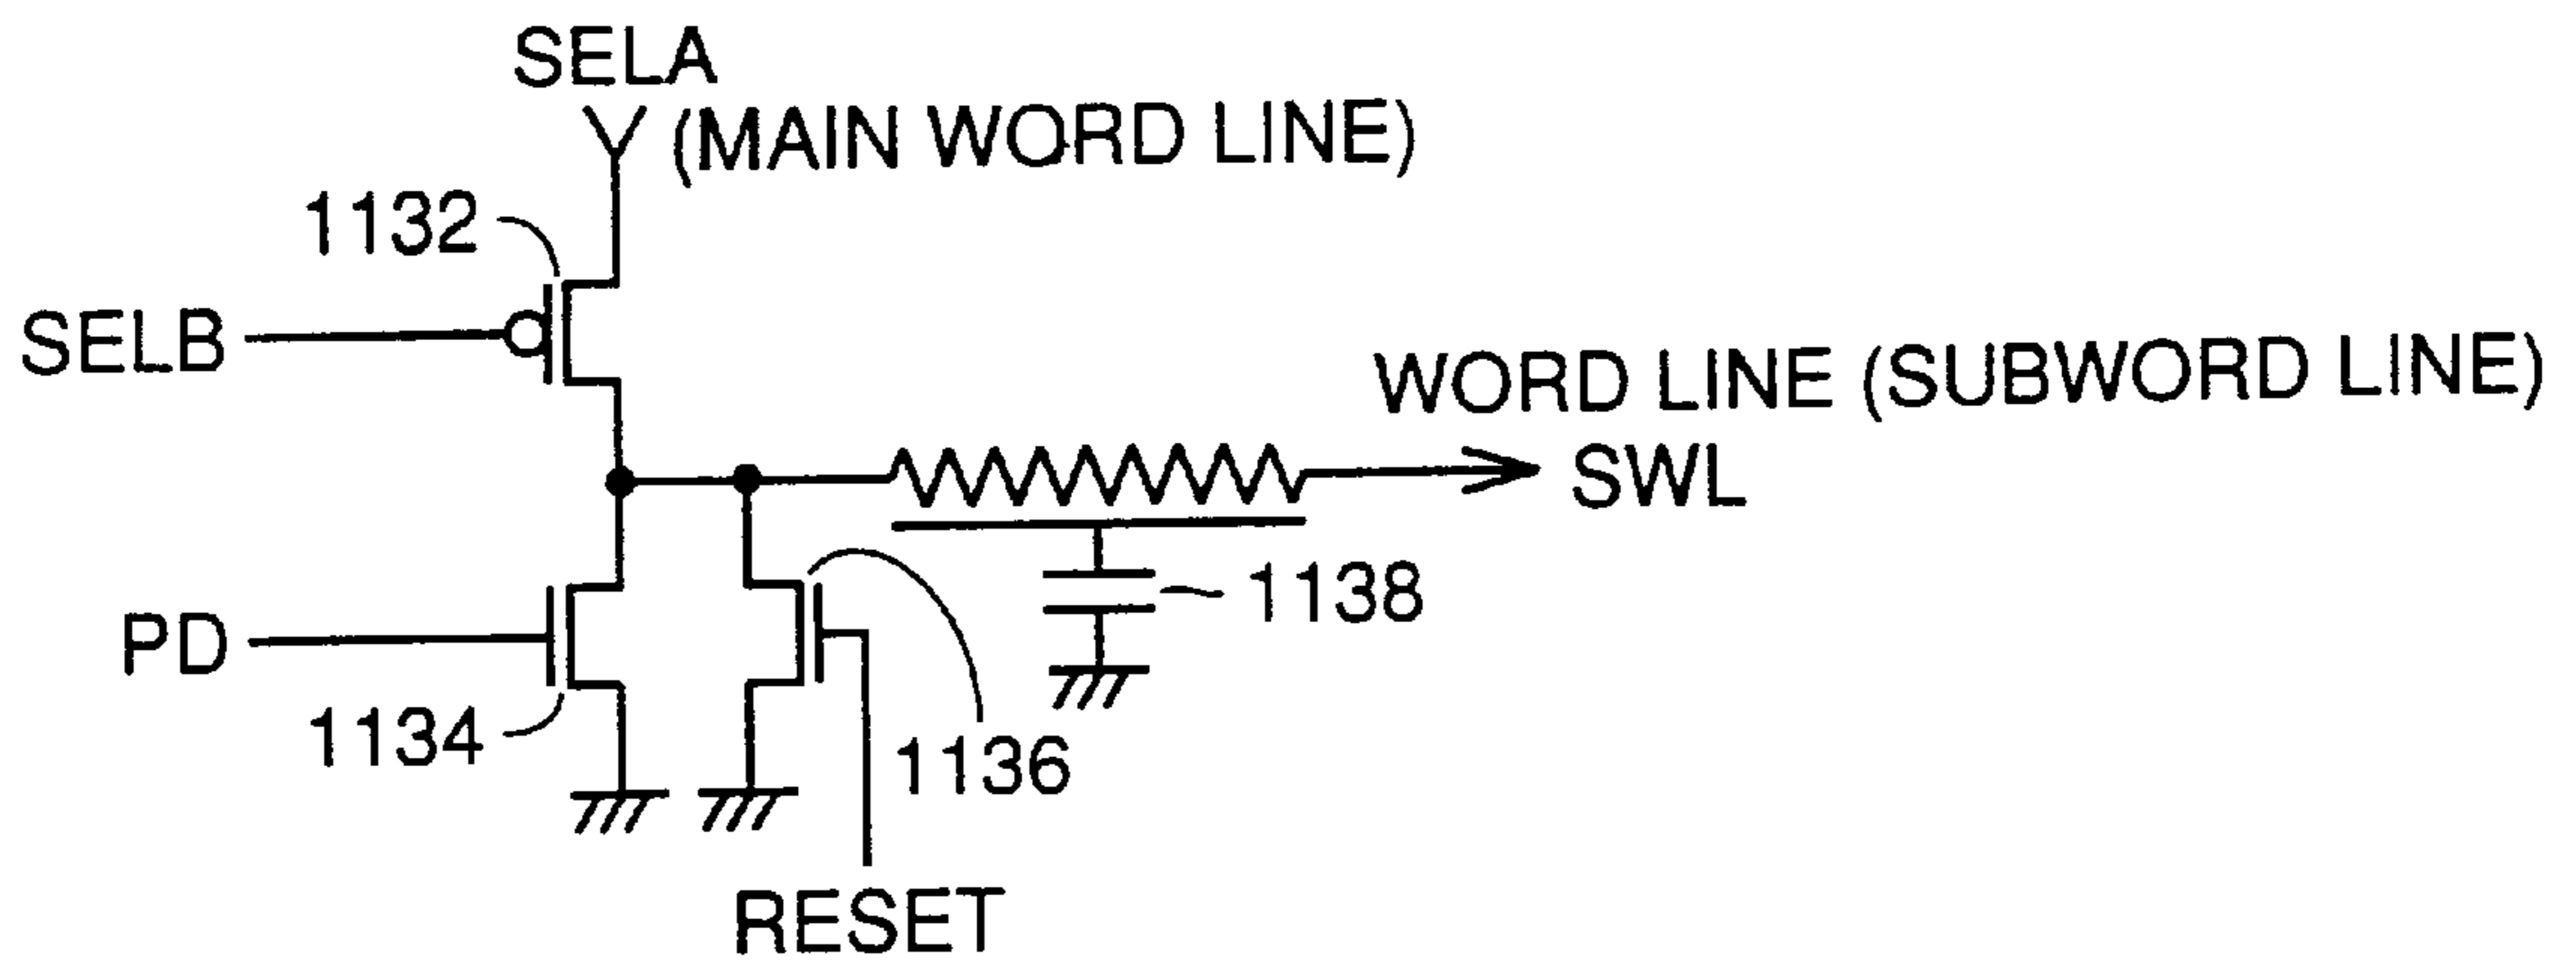 SELA
(MAIN WORD LINE)
1132
SELB
WORD LINE (SUBWORD LINE)
SWL
1138
PD
1134
1136
RESET